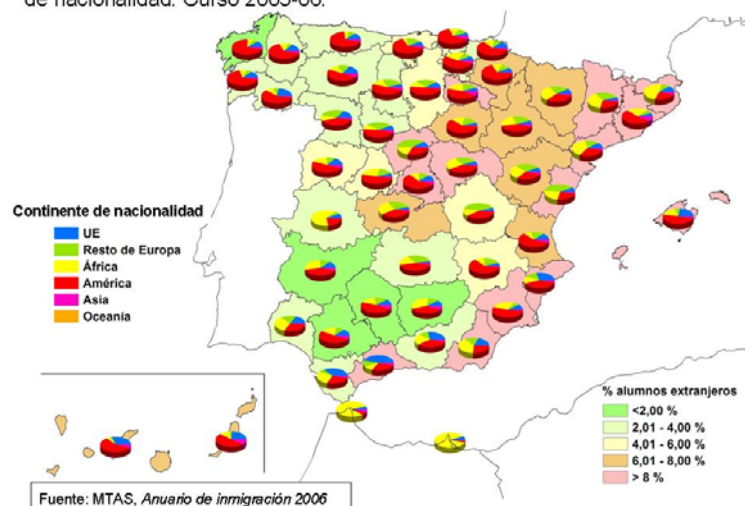 de nacionalidad. Curso 2005-06.
Continente de nacionalidad
UE
Resto de Europa
África
América
Asia
Oceanía
% alumnos extranjeros
<2,00 %
2,01 - 4,00 %
4,01 - 6,00 %
6,01 - 8,00 %
> 8 %
Fuente: MTAS, Anuario de inmigración 2006